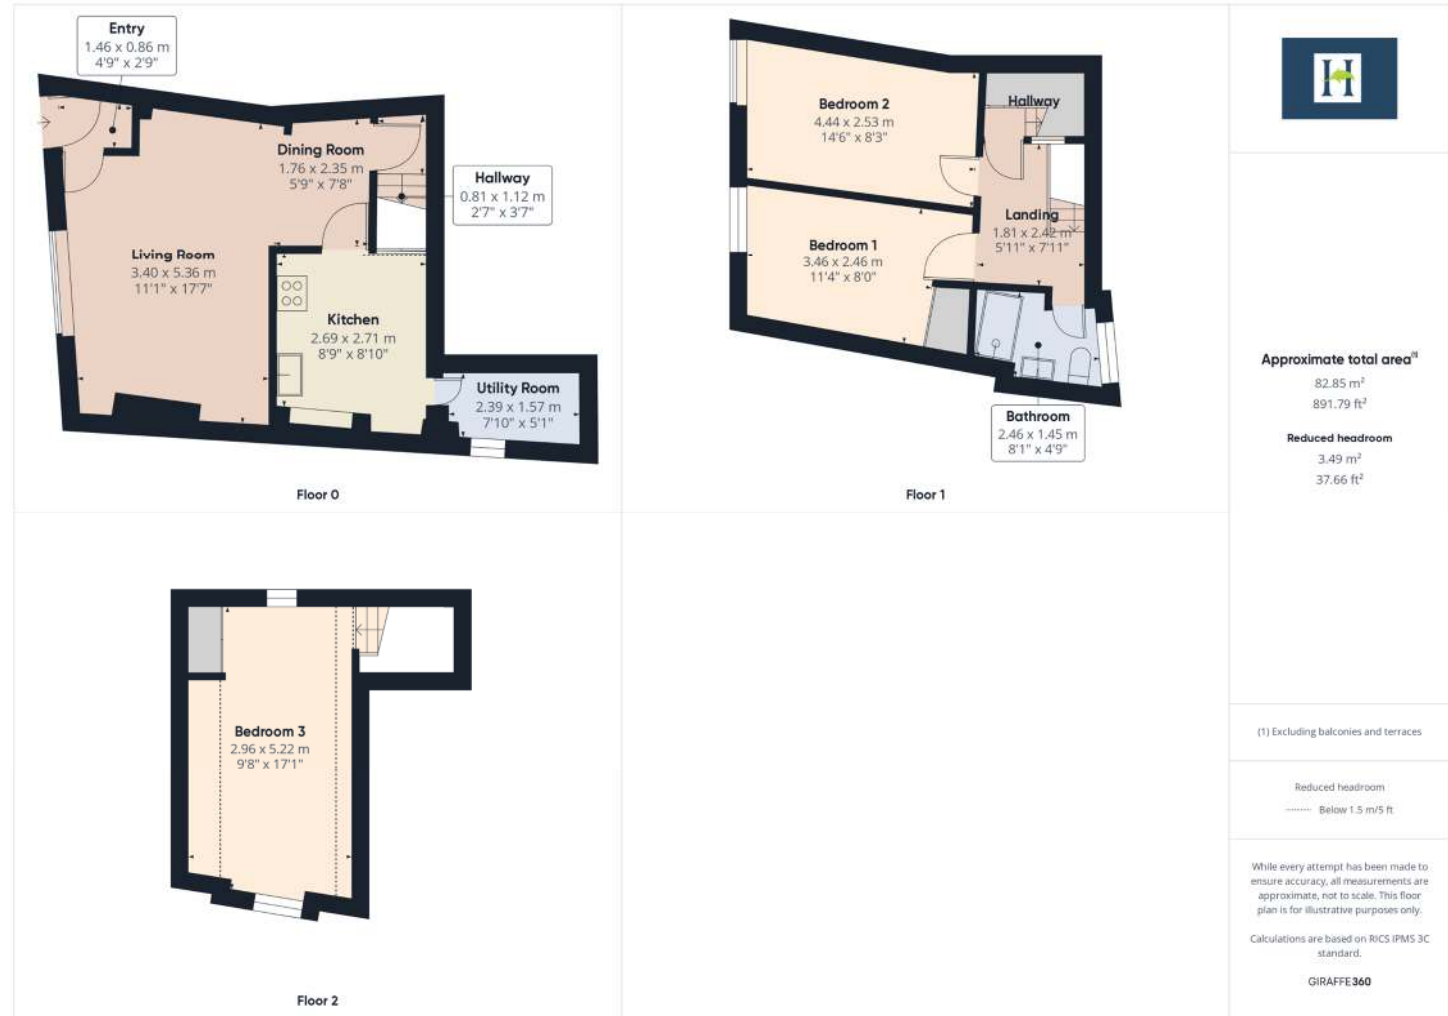 Entry
1.46 x 0.86 m
4'9" x 2'9"
Dining Room
1.76 x 2.35 m
5'9" x 7'8"
Hallway
0.81 x 1.12 m
2'7" x 3'7"
Living Room
3.40 x 5.36 m
11'1" x 17'7"
Kitchen
2.69 x 2.71 m
8'9" x 8'10"
Utility Room
2.39 x 1.57 m
7'10" x 5'1"
Floor 0
Bedroom 2
4.44 x 2.53 m
14'6" x 8'3"
Hallway
Landing
1.81 x 2.42 m
5'11" x 7'11"
Bedroom 1
3.46 x 2.46 m
11'4" x 8'0"
Bathroom
2.46 x 1.45 m
8'1" x 4'9"
Floor 1
Bedroom 3
2.96 x 5.22 m
9'8" x 17'1"
Floor 2
H
Approximate total area(1)
82.85 m²
891.79 ft²
Reduced headroom
3.49 m²
37.66 ft²
(1) Excluding balconies and terraces
Reduced headroom
Below 1.5 m/5 ft
While every attempt has been made to
ensure accuracy, all measurements are
approximate, not to scale. This floor
plan is for illustrative purposes only.
Calculations are based on RICS IPMS 3C
standard.
GIRAFFE360